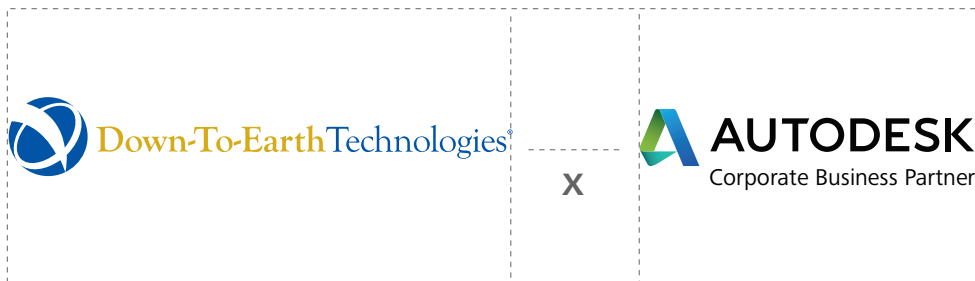 Down-To-Earth Technologies®
X
AUTODESK
Corporate Business Partner